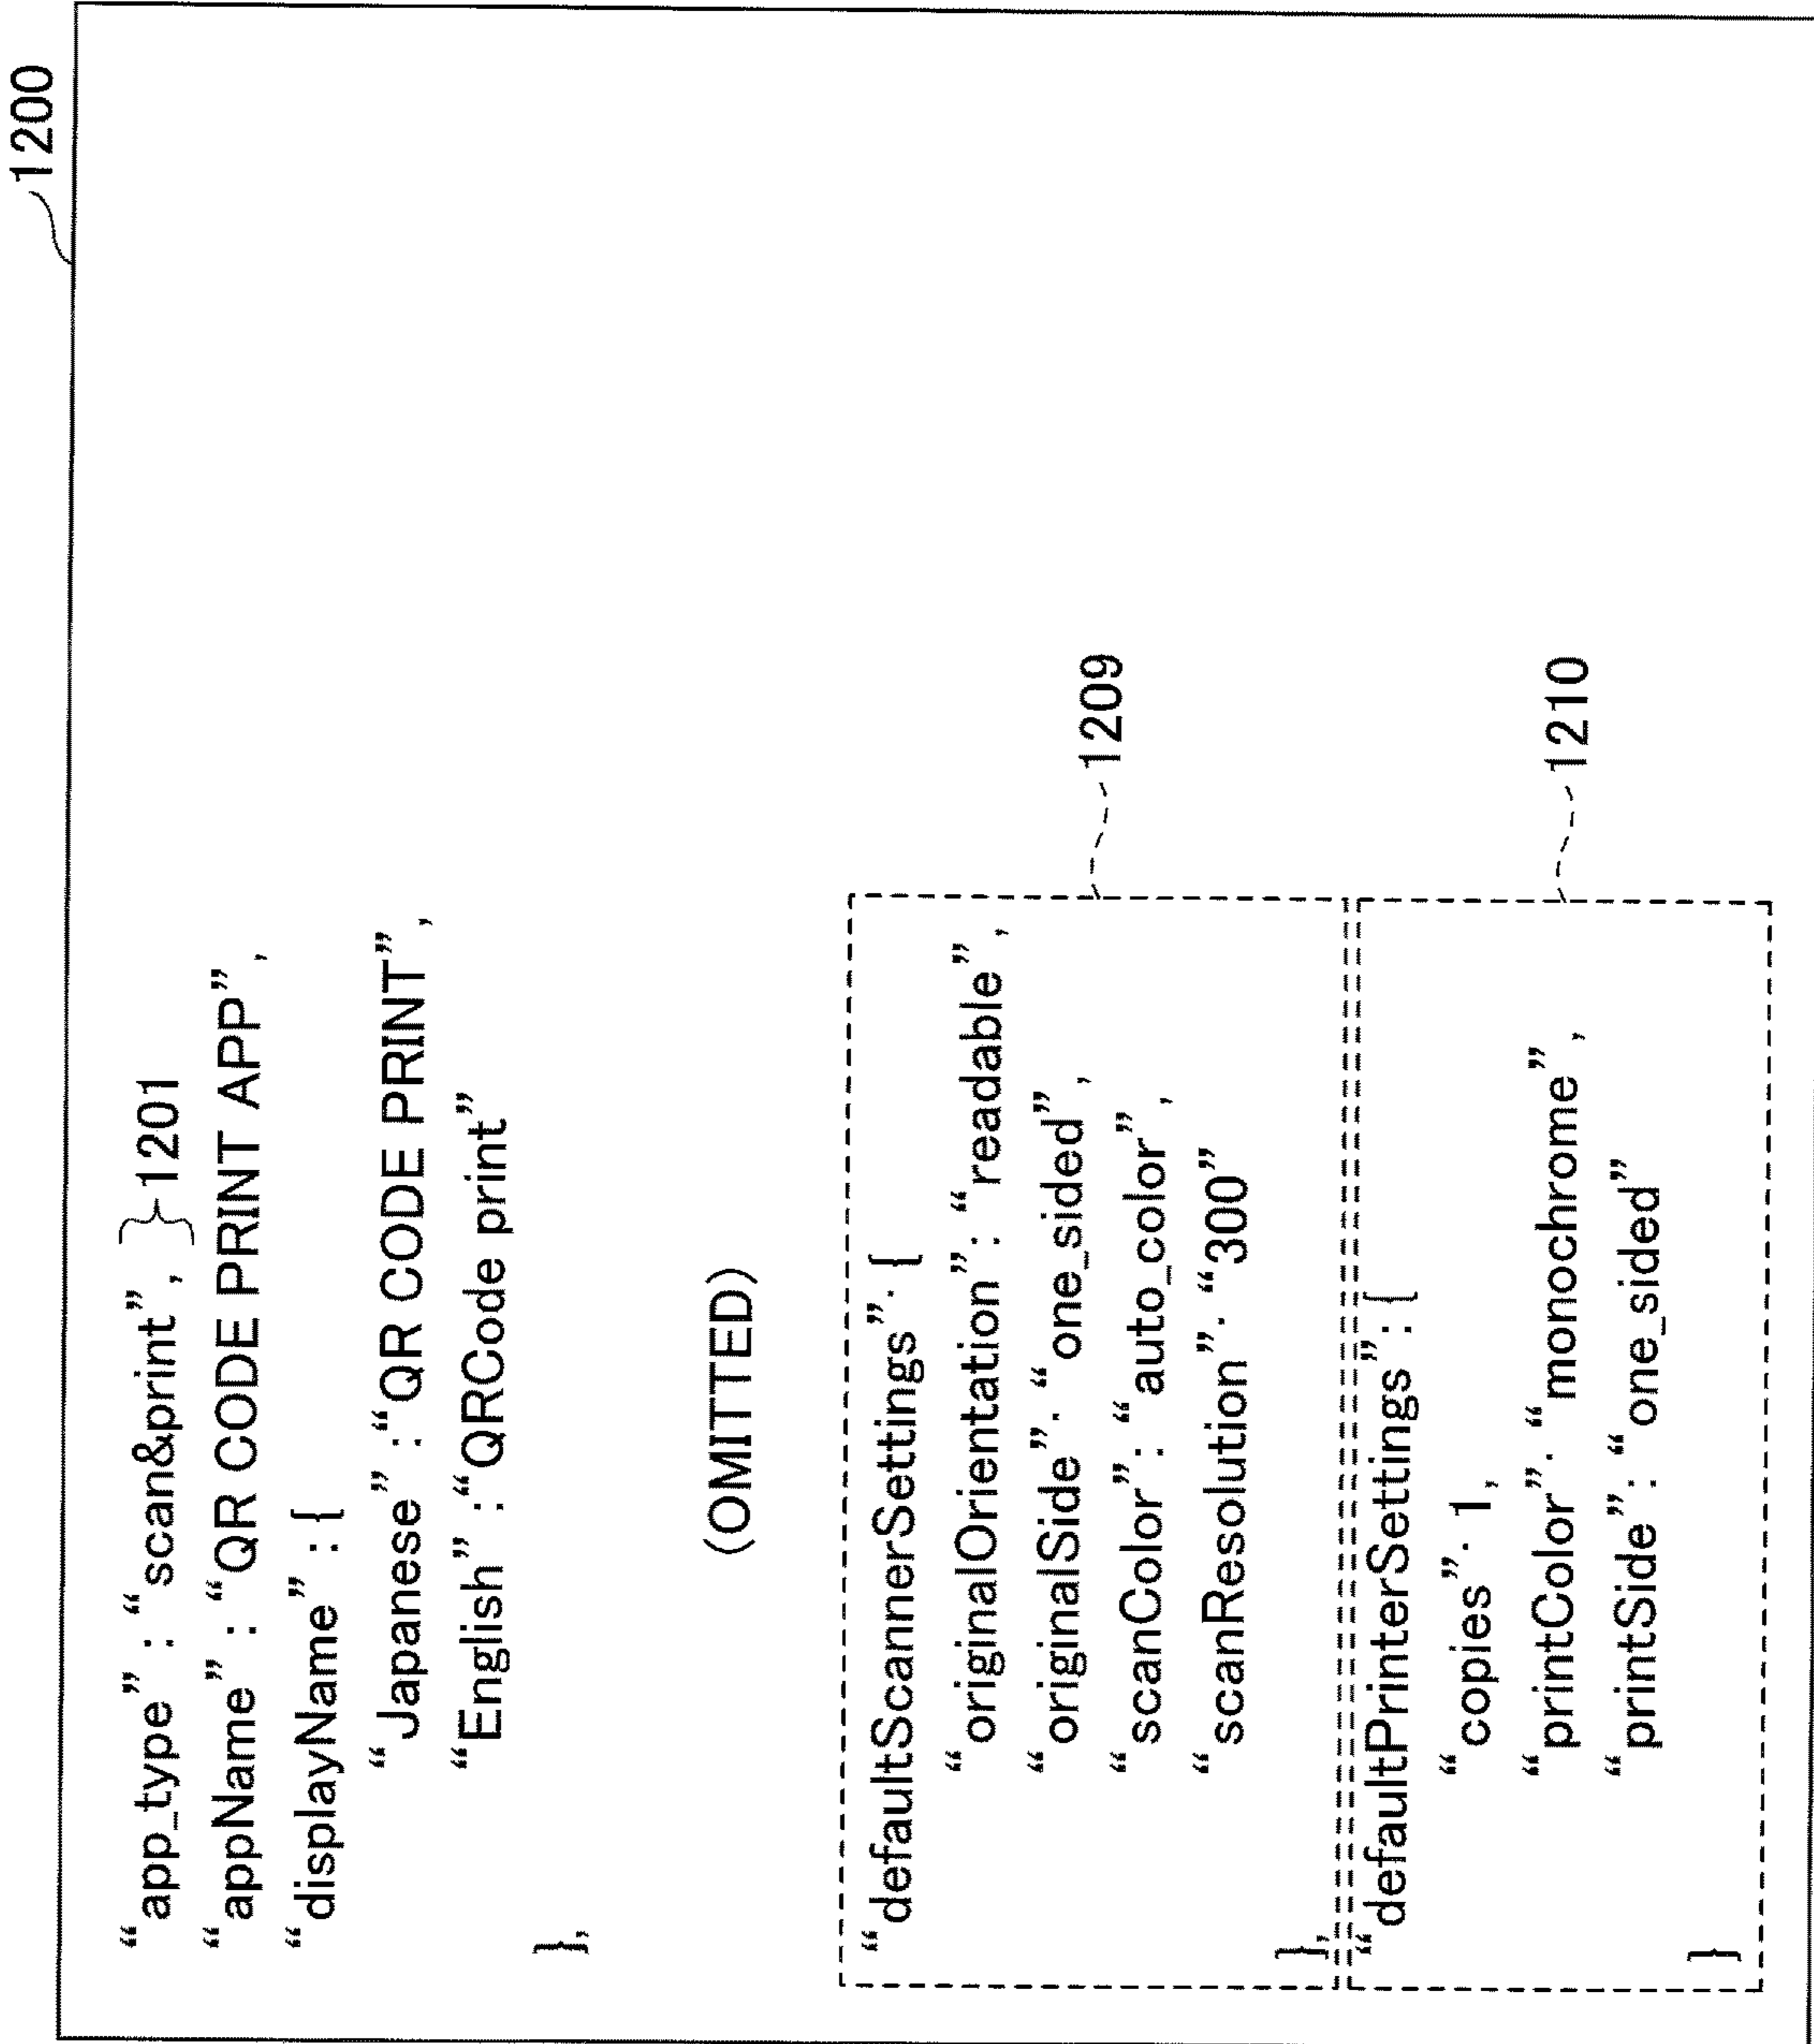 1200
“app_type” : “scan&print”, }1201
“appName” : “QR CODE PRINT APP”,
“displayName” : {
“Japanese” : “QR CODE PRINT”,
“English” : “QRCode print”
},
(OMITTED)
“defaultScannerSettings”: {
“originalOrientation”: “readable”,
“originalSide”: “one_sided”,
“scanColor”: “auto_color”,
“scanResolution”: “300”
},
1209
“defaultPrinterSettings”: {
“copies”: 1,
“printColor”: “monochrome”,
“printSide”: “one_sided”
}
1210